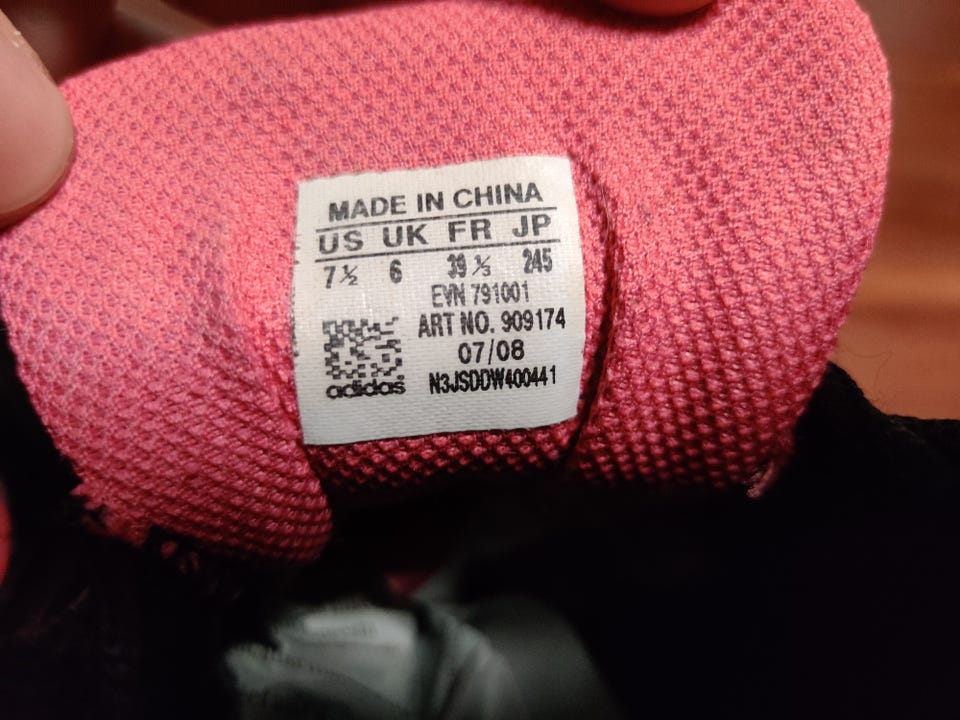 MADE IN CHINA
US UK FR JP
7½ 6 39⅓ 245
EVN 791001
ART NO. 909174
07/08
adidas N3JSDDW400441